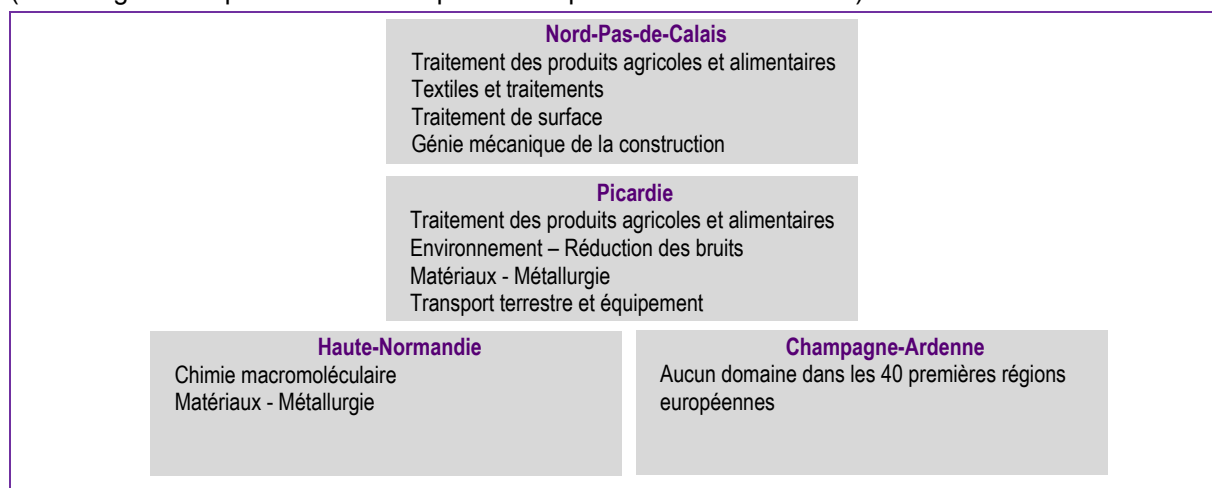 Nord-Pas-de-Calais
Traitement des produits agricoles et alimentaires
Textiles et traitements
Traitement de surface
Génie mécanique de la construction
Picardie
Traitement des produits agricoles et alimentaires
Environnement – Réduction des bruits
Matériaux - Métallurgie
Transport terrestre et équipement
Haute-Normandie
Chimie macromoléculaire
Matériaux - Métallurgie
Champagne-Ardenne
Aucun domaine dans les 40 premières régions
européennes